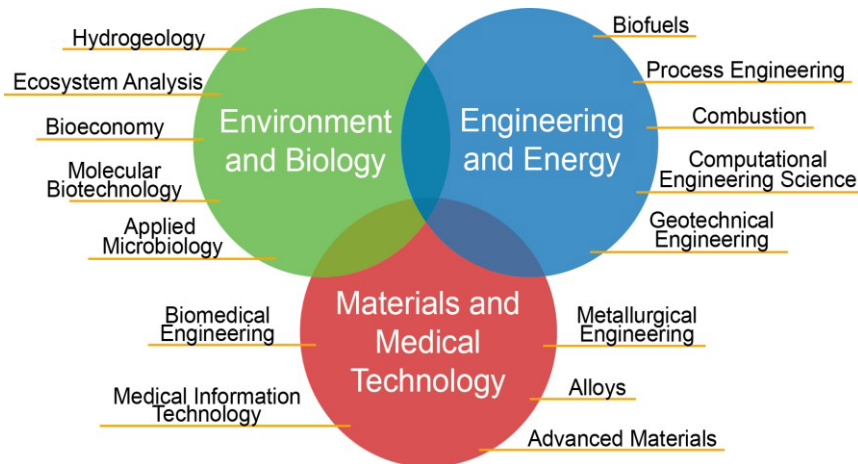 Hydrogeology
Ecosystem Analysis
Bioeconomy
Molecular
Biotechnology
Applied
Microbiology
Environment
and Biology
Engineering
and Energy
Biofuels
Process Engineering
Combustion
Computational
Engineering Science
Geotechnical
Engineering
Biomedical
Engineering
Medical Information
Technology
Materials and
Medical
Technology
Metallurgical
Engineering
Alloys
Advanced Materials